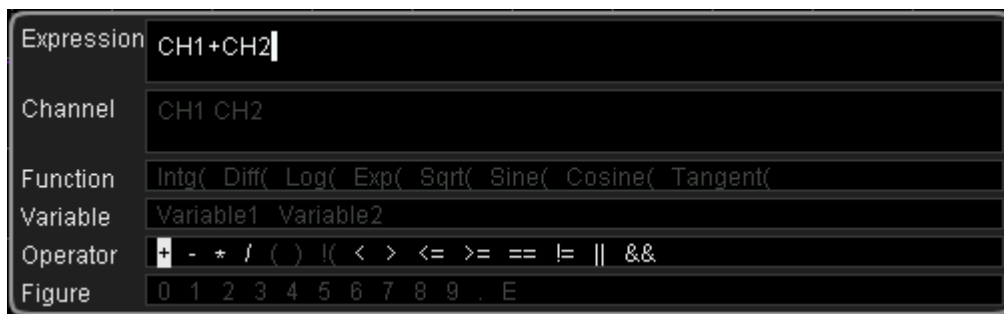 Expression CH1+CH2
Channel CH1 CH2
Function Intg( Diff( Log( Exp( Sqrt( Sine( Cosine( Tangent(
Variable Variable1 Variable2
Operator + - * / ( ) !( < > <= >= == != || &&
Figure 0 1 2 3 4 5 6 7 8 9 . E